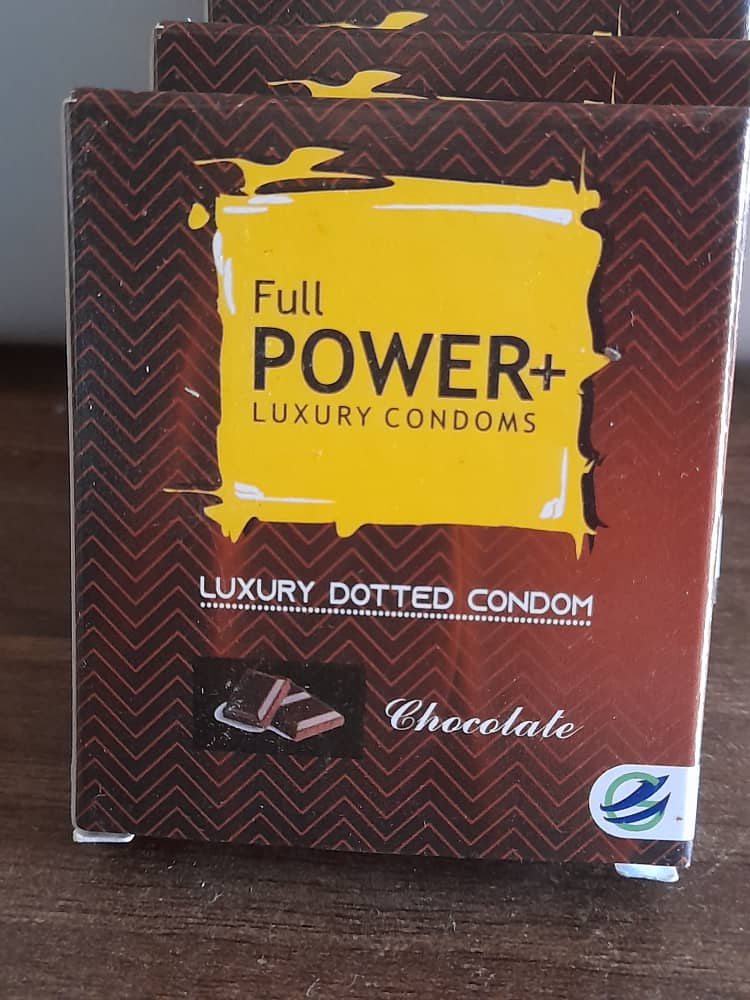 Full
POWER+
LUXURY CONDOMS
LUXURY DOTTED CONDOM
Chocolate